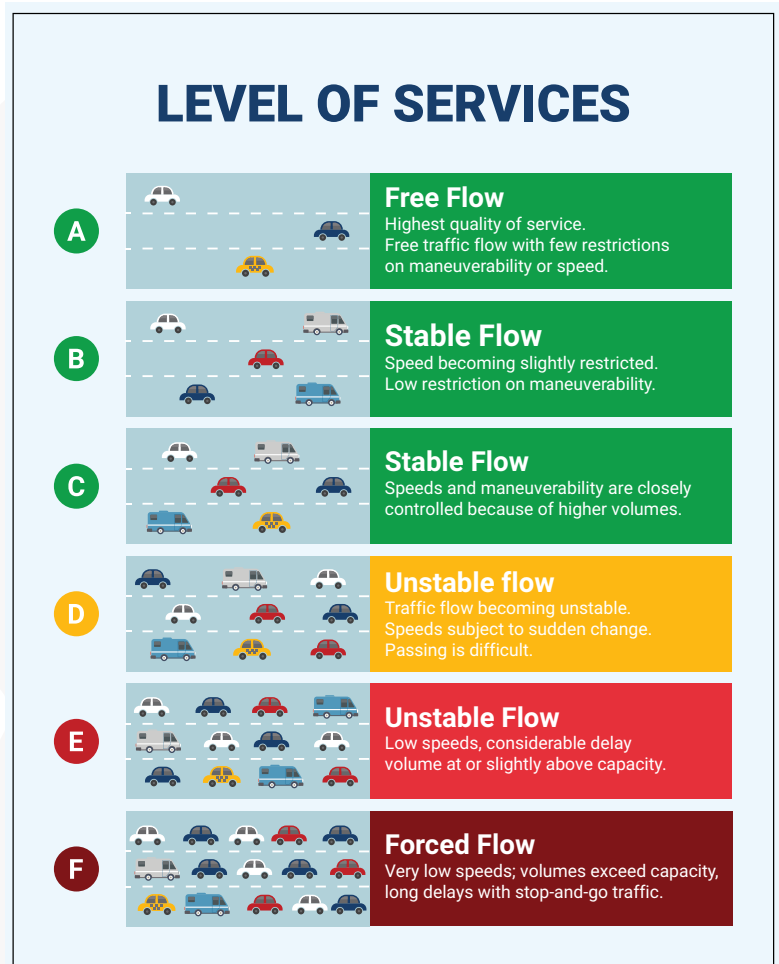 LEVEL OF SERVICES
A
Free Flow
Highest quality of service.
Free traffic flow with few restrictions
on maneuverability or speed.
B
Stable Flow
Speed becoming slightly restricted.
Low restriction on maneuverability.
C
Stable Flow
Speeds and maneuverability are closely
controlled because of higher volumes.
D
Unstable flow
Traffic flow becoming unstable.
Speeds subject to sudden change.
Passing is difficult.
E
Unstable Flow
Low speeds, considerable delay
volume at or slightly above capacity.
F
Forced Flow
Very low speeds; volumes exceed capacity,
long delays with stop-and-go traffic.